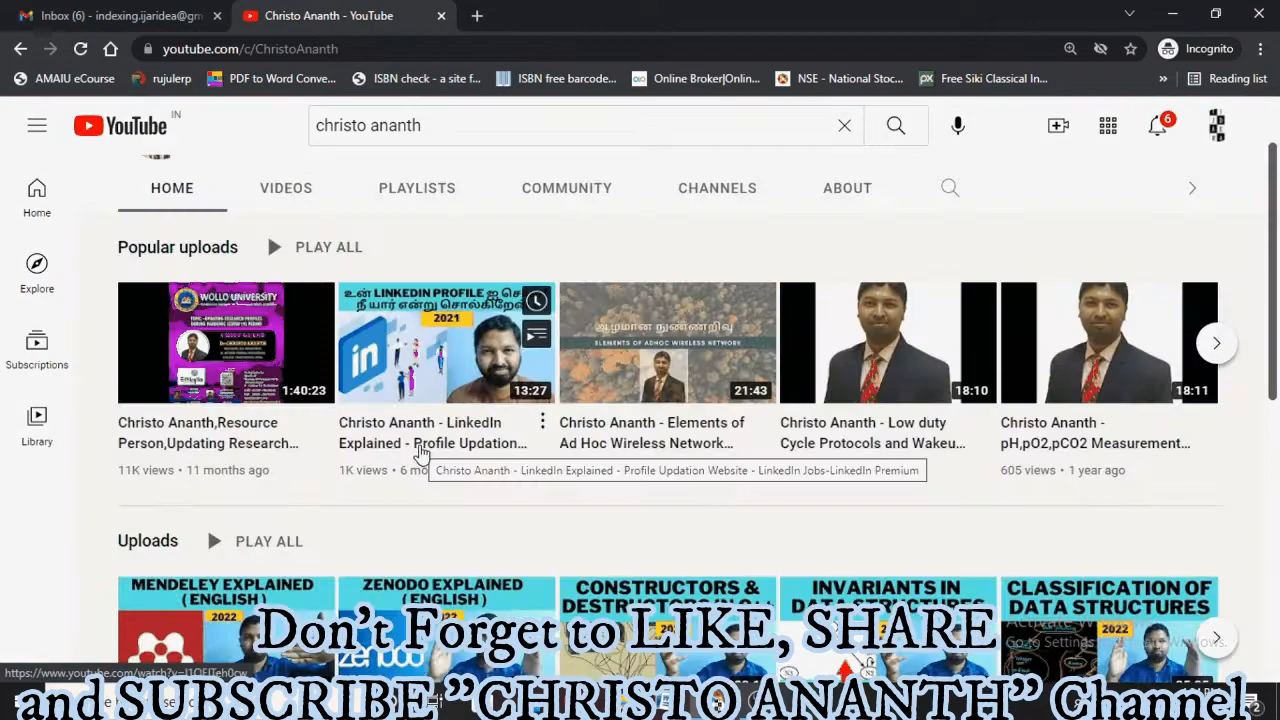 Inbox (6) - indexing.ijaridea@gm
Christo Ananth - YouTube
youtube.com/c/ChristoAnanth
Incognito
AMAIU eCourse
rujulerp
PDF to Word Conve...
ISBN check - a site f...
ISBN free barcode...
Online Broker|Onlin...
NSE - National Stoc...
Free Siki Classical In...
»
Reading list
YouTube IN
christo ananth
6
HOME
VIDEOS
PLAYLISTS
COMMUNITY
CHANNELS
ABOUT
Home
Explore
Subscriptions
Library
Popular uploads
PLAY ALL
WOLLO UNIVERSITY
1:40:23
Christo Ananth,Resource
Person,Updating Research...
11K views • 11 months ago
உன் LINKEDIN PROFILE ஐ
நீ யார் என்று சொல்கிறேன்
2021
in
13:27
Christo Ananth - LinkedIn
Explained - Profile Updation...
1K views • 6 mo
Christo Ananth - LinkedIn Explained - Profile Updation Website - LinkedIn Jobs-LinkedIn Premium
ஆழமான நுண்ணறிவு
ELEMENTS OF ADHOC WIRELESS NETWORK
21:43
Christo Ananth - Elements of
Ad Hoc Wireless Network...
18:10
Christo Ananth - Low duty
Cycle Protocols and Wakeu...
18:11
Christo Ananth -
pH,pO2,pCO2 Measurement...
605 views • 1 year ago
Uploads
PLAY ALL
MENDELEY EXPLAINED
(ENGLISH)
2022
ZENODO EXPLAINED
(ENGLISH)
2022
zenodo
CONSTRUCTORS &
INVARIANTS IN
CLASSIFICATION OF
DATA STRUCTURES
2022
Don't Forget to LIKE, SHARE
and SUBSCRIBE "CHRISTO ANANTH" Channel